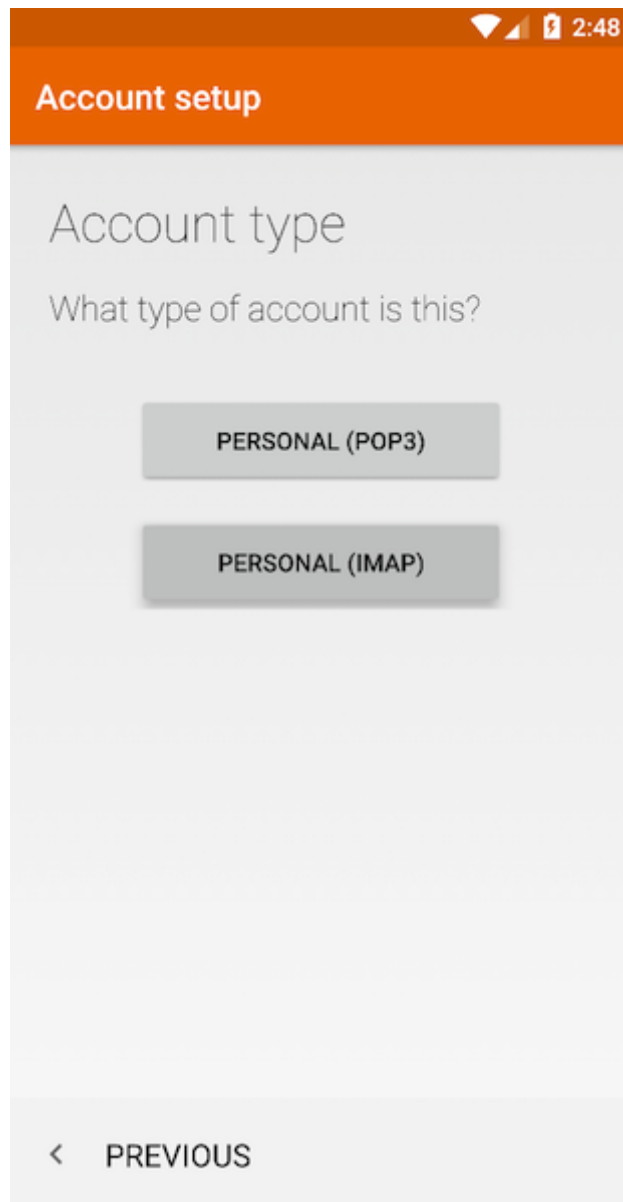 2:48
Account setup
Account type
What type of account is this?
PERSONAL (POP3)
PERSONAL (IMAP)
PREVIOUS